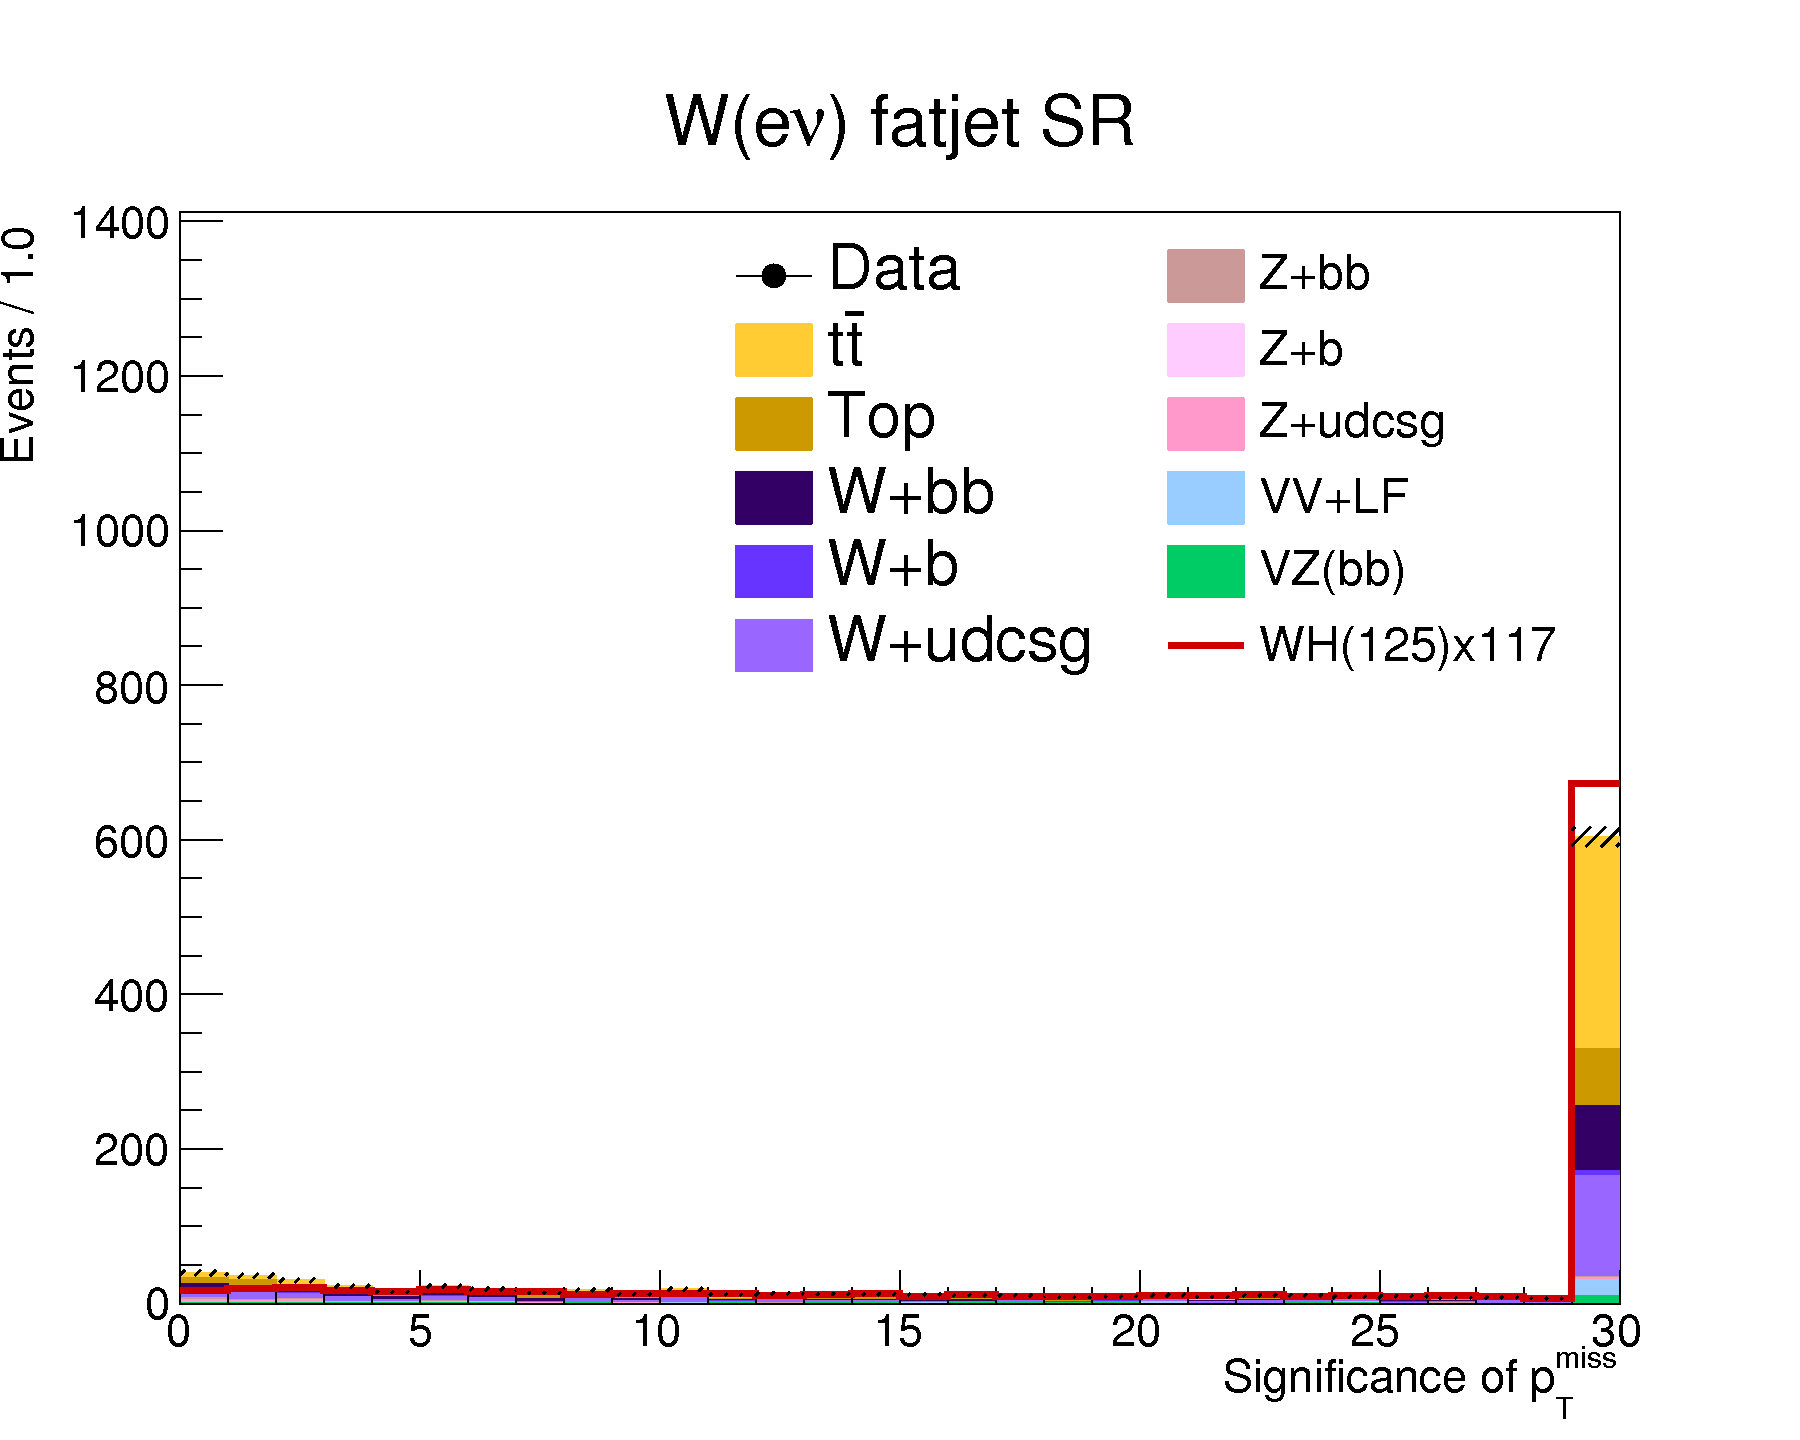 W(eν) fatjet SR
Events / 1.0
1400
1200
1000
800
600
400
200
0
Data
tt̄
Top
W+bb
W+b
W+udcsg
Z+bb
Z+b
Z+udcsg
VV+LF
VZ(bb)
WH(125)x117
0 5 10 15 20 25 30
Significance of p_T^miss